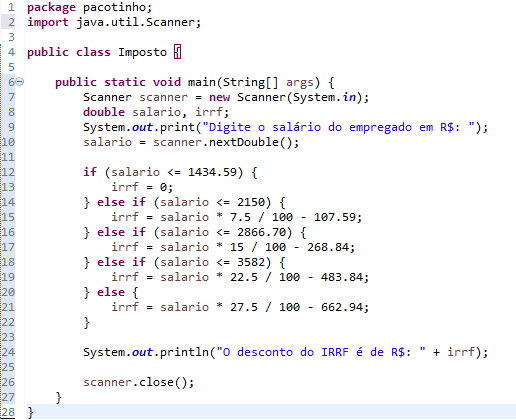 1 package pacotinho;
2 import java.util.Scanner;
3
4 public class Imposto {
5
6     public static void main(String[] args) {
7         Scanner scanner = new Scanner(System.in);
8         double salario, irrf;
9         System.out.print("Digite o salário do empregado em R$: ");
10         salario = scanner.nextDouble();
11
12         if (salario <= 1434.59) {
13             irrf = 0;
14         } else if (salario <= 2150) {
15             irrf = salario * 7.5 / 100 - 107.59;
16         } else if (salario <= 2866.70) {
17             irrf = salario * 15 / 100 - 268.84;
18         } else if (salario <= 3582) {
19             irrf = salario * 22.5 / 100 - 483.84;
20         } else {
21             irrf = salario * 27.5 / 100 - 662.94;
22         }
23
24         System.out.println("O desconto do IRRF é de R$: " + irrf);
25
26         scanner.close();
27     }
28 }